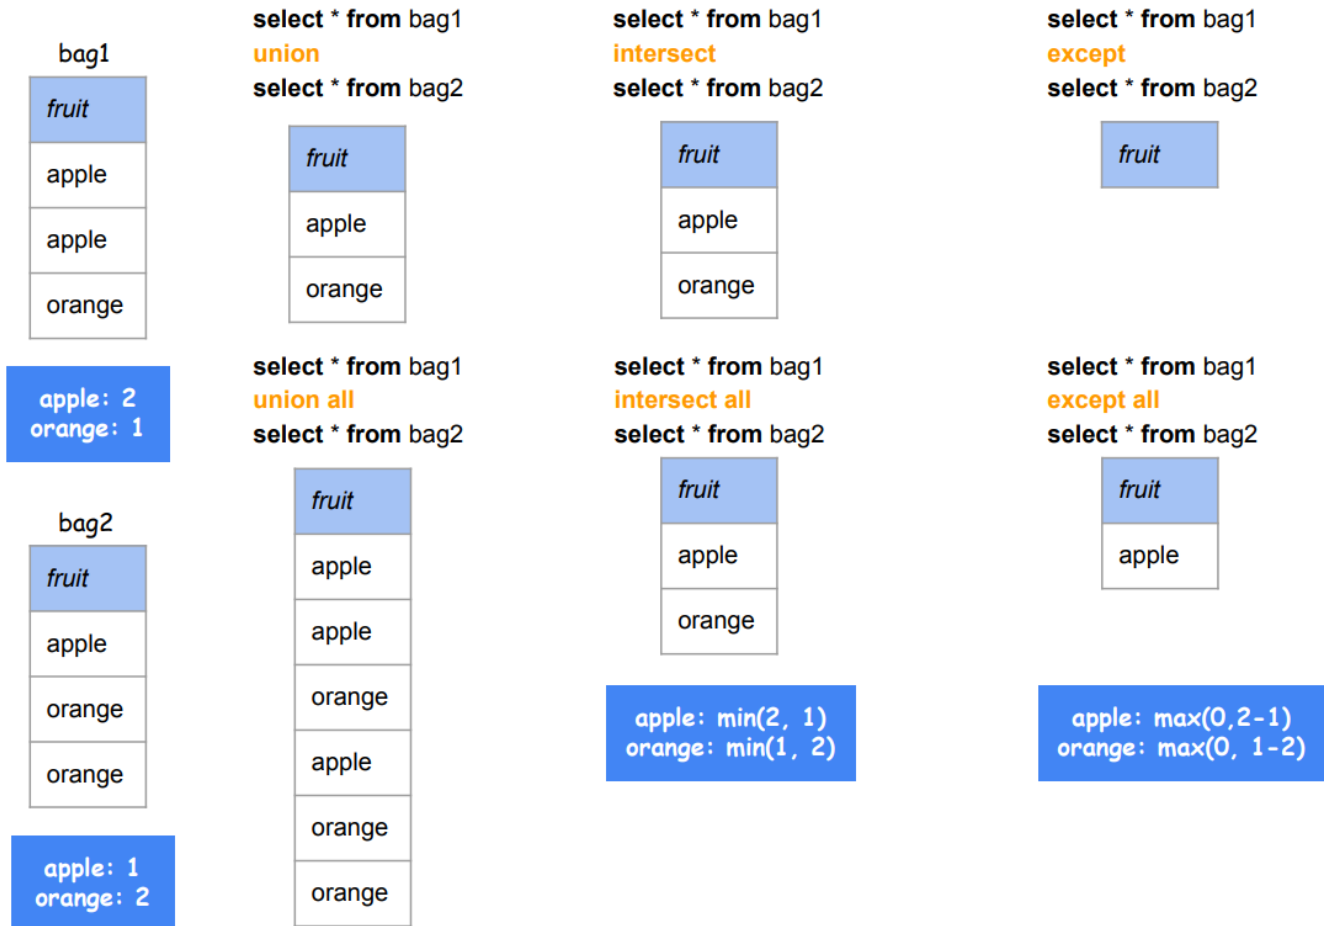 bag1
fruit
apple
apple
orange
apple: 2
orange: 1
bag2
fruit
apple
orange
orange
apple: 1
orange: 2
select * from bag1
union
select * from bag2
fruit
apple
orange
select * from bag1
union all
select * from bag2
fruit
apple
apple
orange
apple
orange
orange
select * from bag1
intersect
select * from bag2
fruit
apple
orange
select * from bag1
intersect all
select * from bag2
fruit
apple
orange
apple: min(2, 1)
orange: min(1, 2)
select * from bag1
except
select * from bag2
fruit
select * from bag1
except all
select * from bag2
fruit
apple
apple: max(0,2-1)
orange: max(0, 1-2)